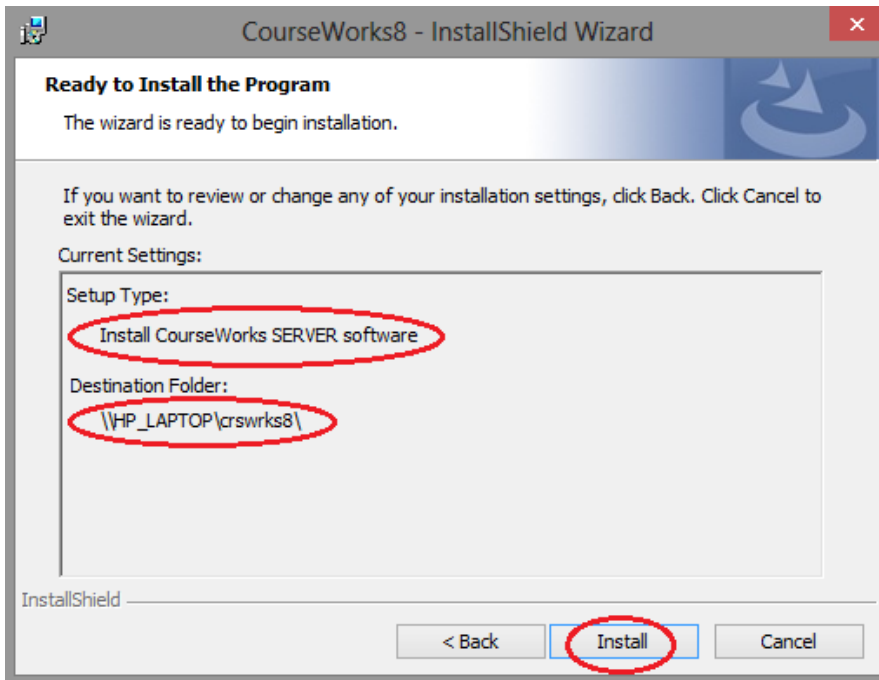 CourseWorks8 - InstallShield Wizard
Ready to Install the Program
The wizard is ready to begin installation.
If you want to review or change any of your installation settings, click Back. Click Cancel to
exit the wizard.
Current Settings:
Setup Type:
Install CourseWorks SERVER software
Destination Folder:
\\HP_LAPTOP\crswrks8\
InstallShield
< Back
Install
Cancel